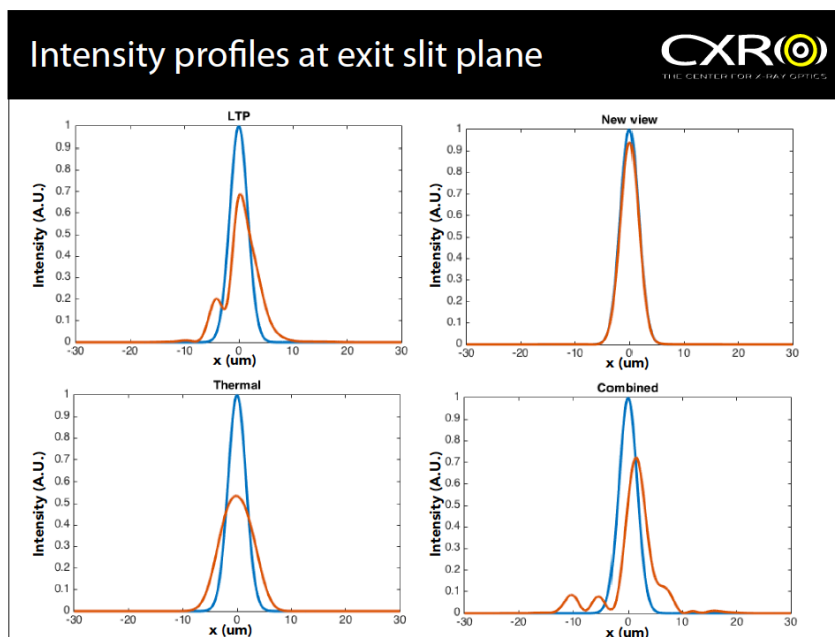 Intensity profiles at exit slit plane
CXRO
THE CENTER FOR X-RAY OPTICS
LTP
Intensity (A.U.)
1
0.9
0.8
0.7
0.6
0.5
0.4
0.3
0.2
0.1
0
-30 -20 -10 0 10 20 30
x (um)
New view
Intensity (A.U.)
1
0.9
0.8
0.7
0.6
0.5
0.4
0.3
0.2
0.1
0
-30 -20 -10 0 10 20 30
x (um)
Thermal
Intensity (A.U.)
1
0.9
0.8
0.7
0.6
0.5
0.4
0.3
0.2
0.1
0
-30 -20 -10 0 10 20 30
x (um)
Combined
Intensity (A.U.)
1
0.9
0.8
0.7
0.6
0.5
0.4
0.3
0.2
0.1
0
-30 -20 -10 0 10 20 30
x (um)